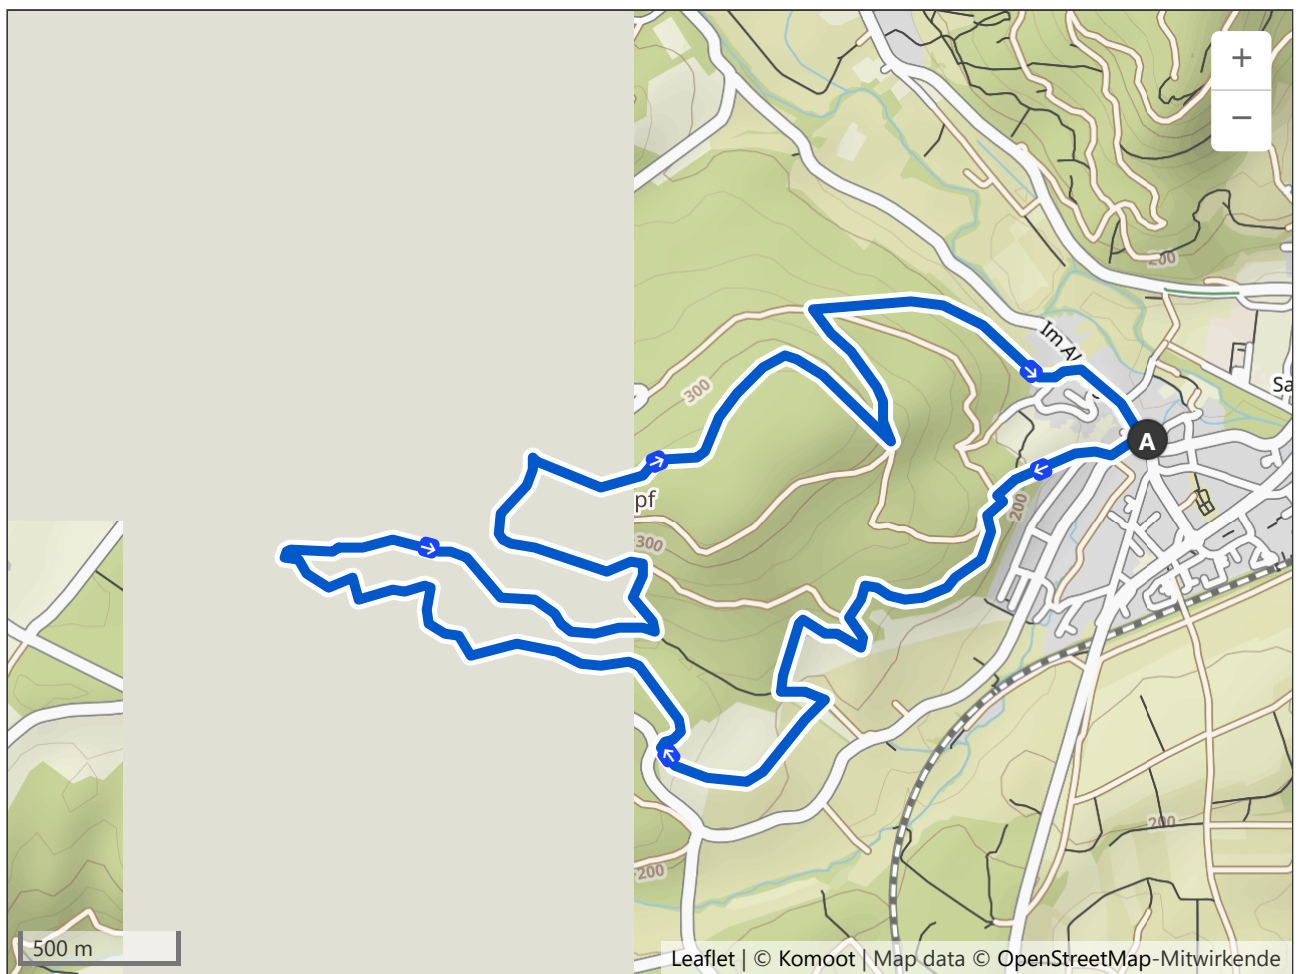 +
200
−
Im Al
300
Sa
A
pf
200
300
200
200
500 m
Leaflet | © Komoot | Map data © OpenStreetMap-Mitwirkende